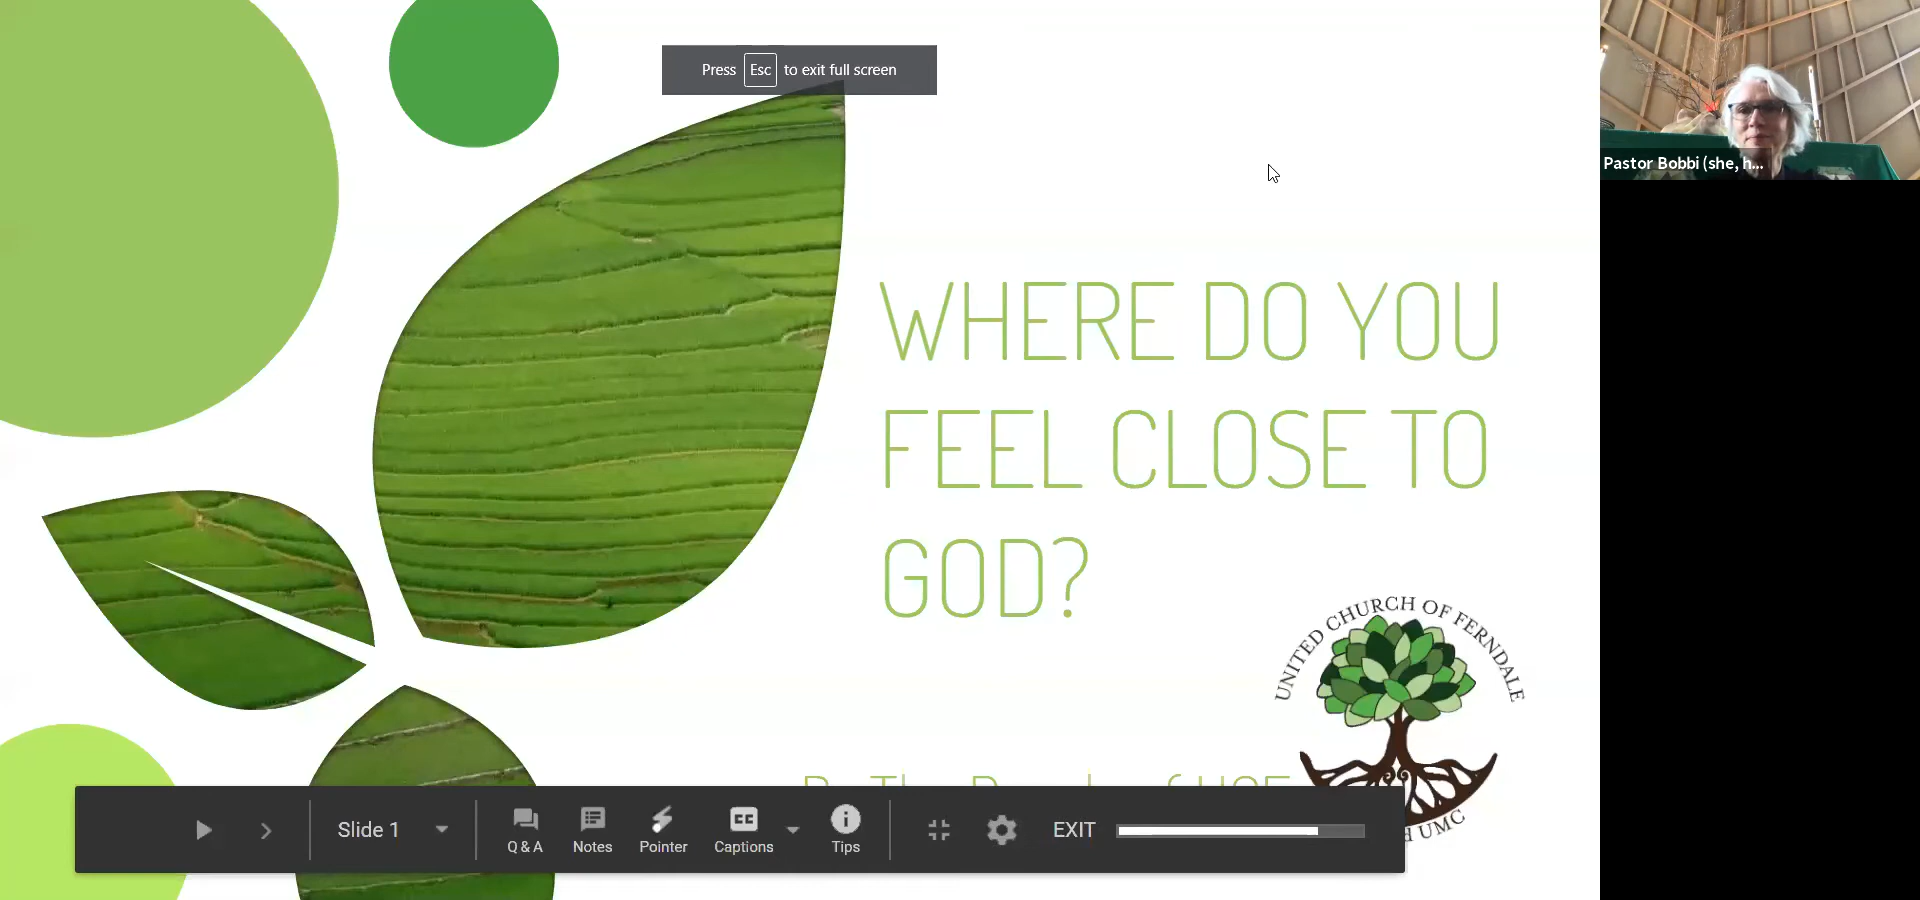 Press Esc to exit full screen
Pastor Bobbi (she, h...
WHERE DO YOU
FEEL CLOSE TO
GOD?
UNITED CHURCH OF FERNDALE
UMC
Slide 1
Q & A
Notes
Pointer
Captions
Tips
EXIT